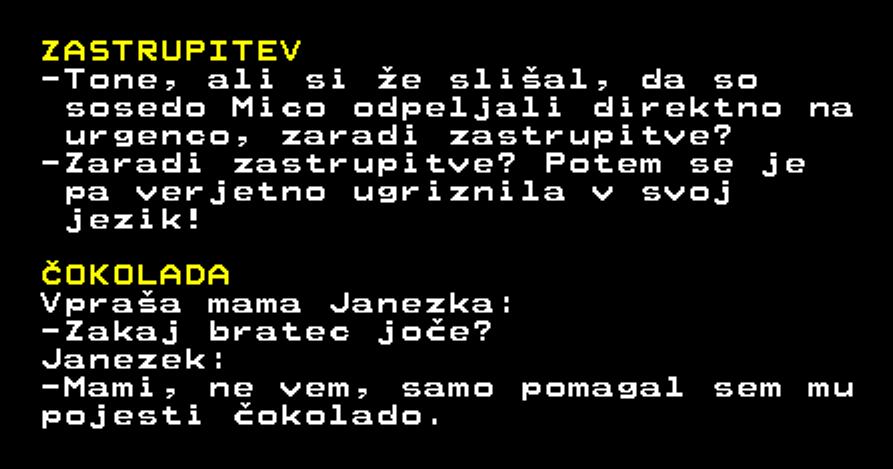 ZASTRUPITEV
-Tone, ali si že slišal, da so
sosedo Mico odpeljali direktno na
urgenco, zaradi zastrupitve?
-Zaradi zastrupitve? Potem se je
pa verjetno ugriznila v svoj
jezik!
ČOKOLADA
Vpraša mama Janezka:
-Zakaj bratec joče?
Janezek:
-Mami, ne vem, samo pomagal sem mu
pojesti čokolado.